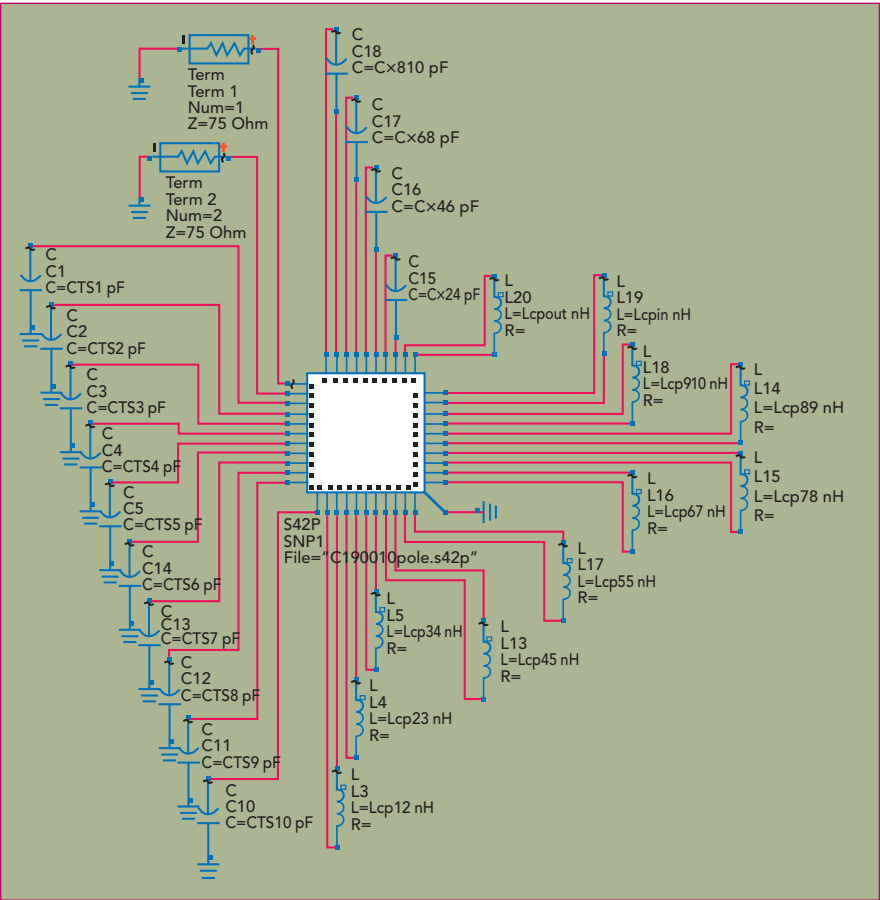 C
C18
C=C×810 pF
Term
Term 1
Num=1
Z=75 Ohm
C
C17
C=C×68 pF
Term
Term 2
Num=2
Z=75 Ohm
C
C16
C=C×46 pF
C
C1
C=CTS1 pF
C
C15
C=C×24 pF
L
L20
L=Lcpout nH
R=
L
L19
L=Lcpin nH
R=
C
C2
C=CTS2 pF
L
L18
L=Lcp910 nH
R=
L
L14
L=Lcp89 nH
R=
C
C3
C=CTS3 pF
C
C4
C=CTS4 pF
L
L15
L=Lcp78 nH
R=
L
L16
L=Lcp67 nH
R=
C
C5
C=CTS5 pF
S42P
SNP1
File="C190010pole.s42p"
C
C14
C=CTS6 pF
L
L17
L=Lcp55 nH
R=
C
C13
C=CTS7 pF
L
L5
L=Lcp34 nH
R=
L
L13
L=Lcp45 nH
R=
C
C12
C=CTS8 pF
L
L4
L=Lcp23 nH
R=
C
C11
C=CTS9 pF
L
L3
L=Lcp12 nH
R=
C
C10
C=CTS10 pF